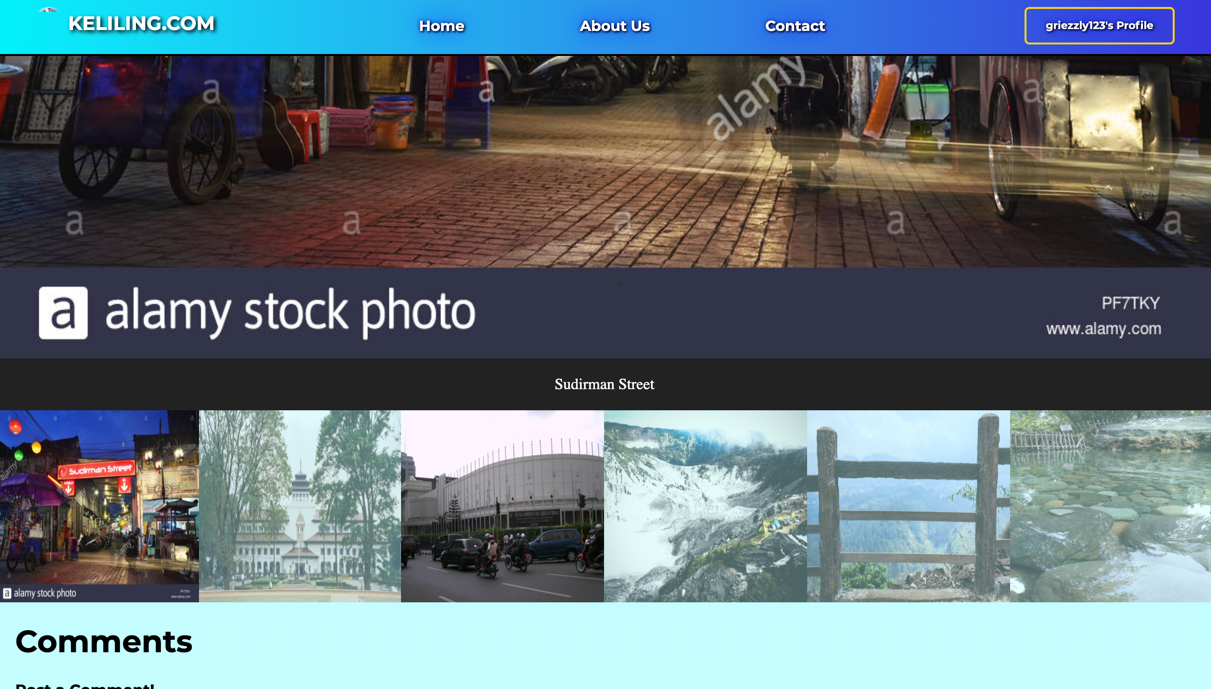 KELILING.COM
Home
About Us
Contact
griezzly123's Profile
a
a
alamy
a
a
a
a
a
a
a alamy stock photo
PF7TKY
www.alamy.com
Sudirman Street
Sudirman Street
a alamy stock photo
Comments
Post a Comment!